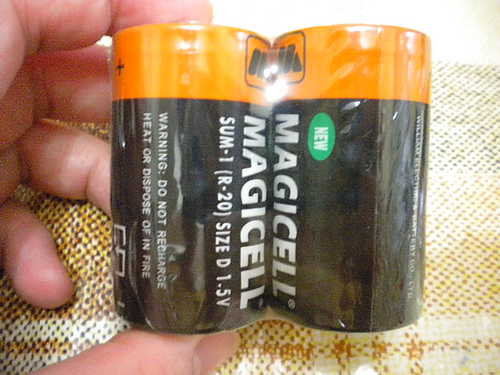 MAGICELL®
NEW
MAGICELL
SUM-1 (R-20) SIZE D 1.5V
WARNING: DO NOT RECHARGE
HEAT OR DISPOSE OF IN FIRE
+
-